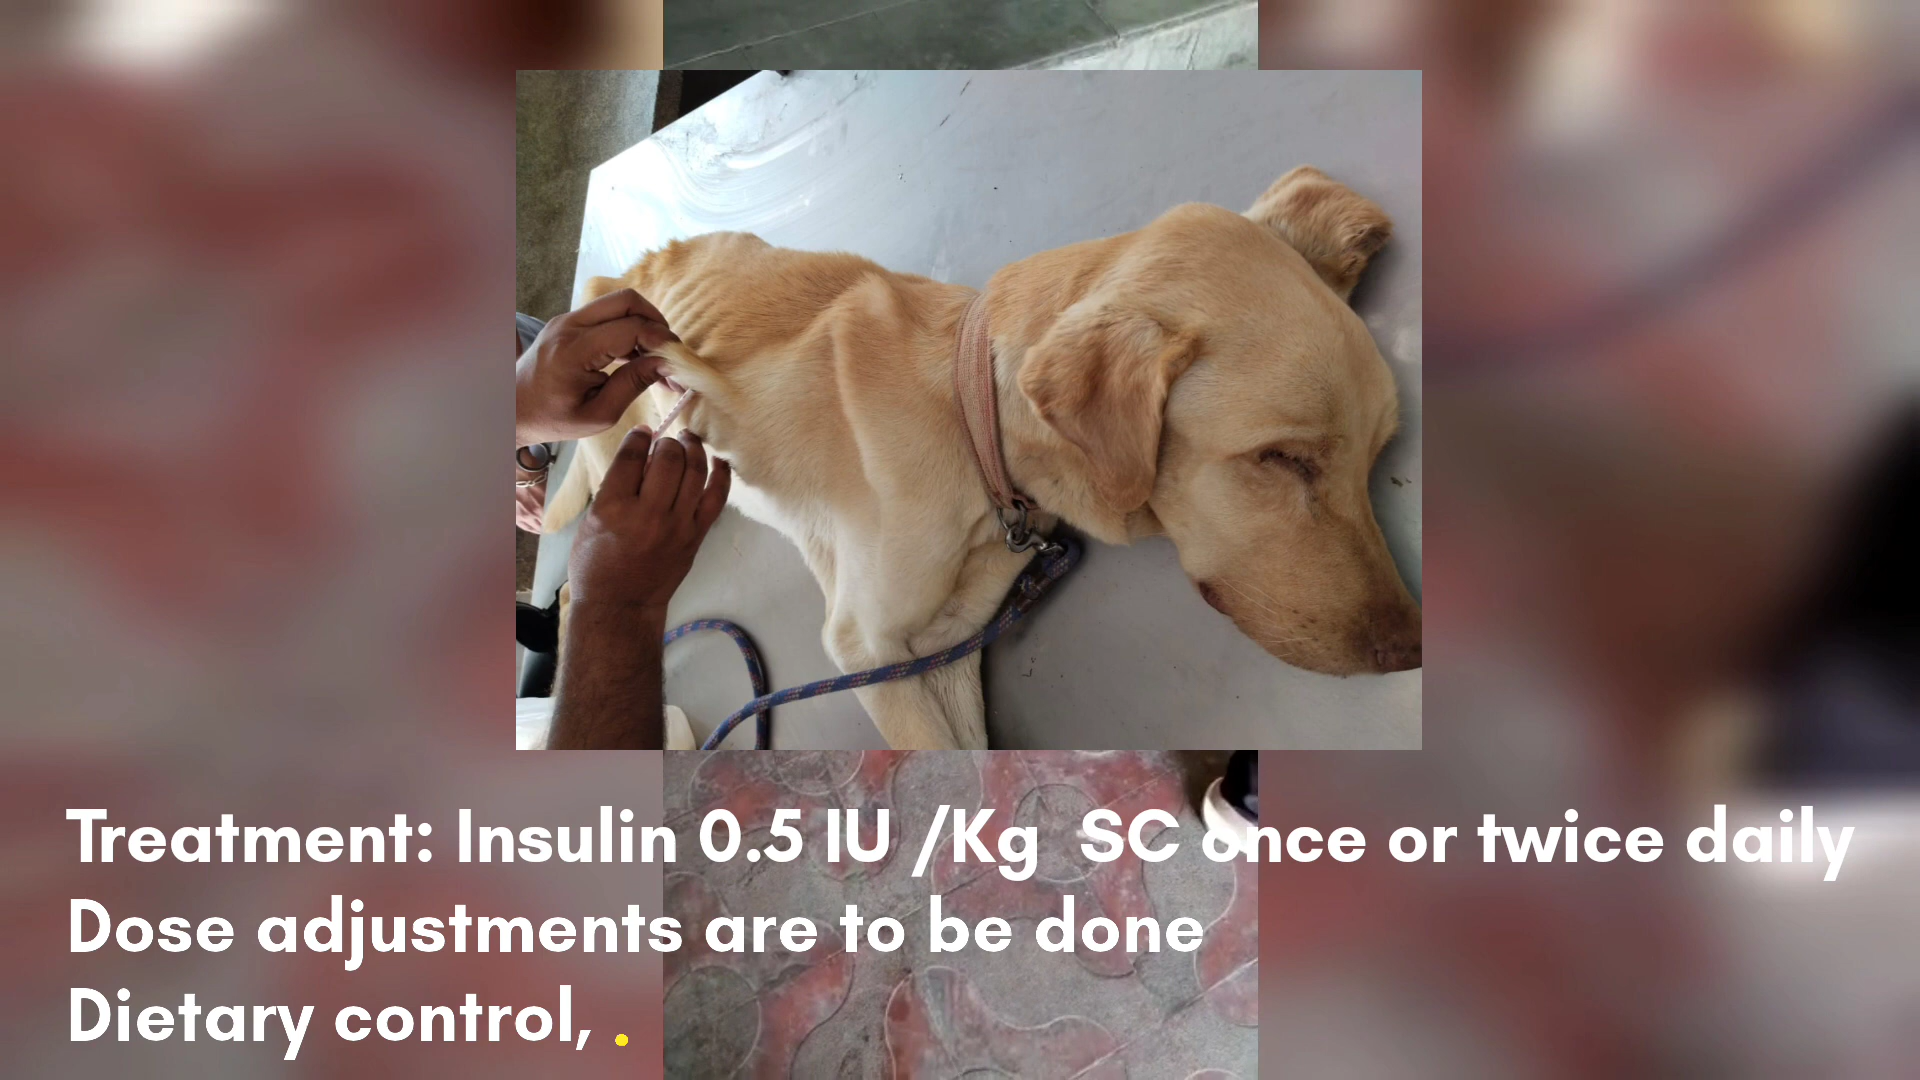 Treatment: Insulin 0.5 IU /Kg  SC once or twice daily
Dose adjustments are to be done
Dietary control, .